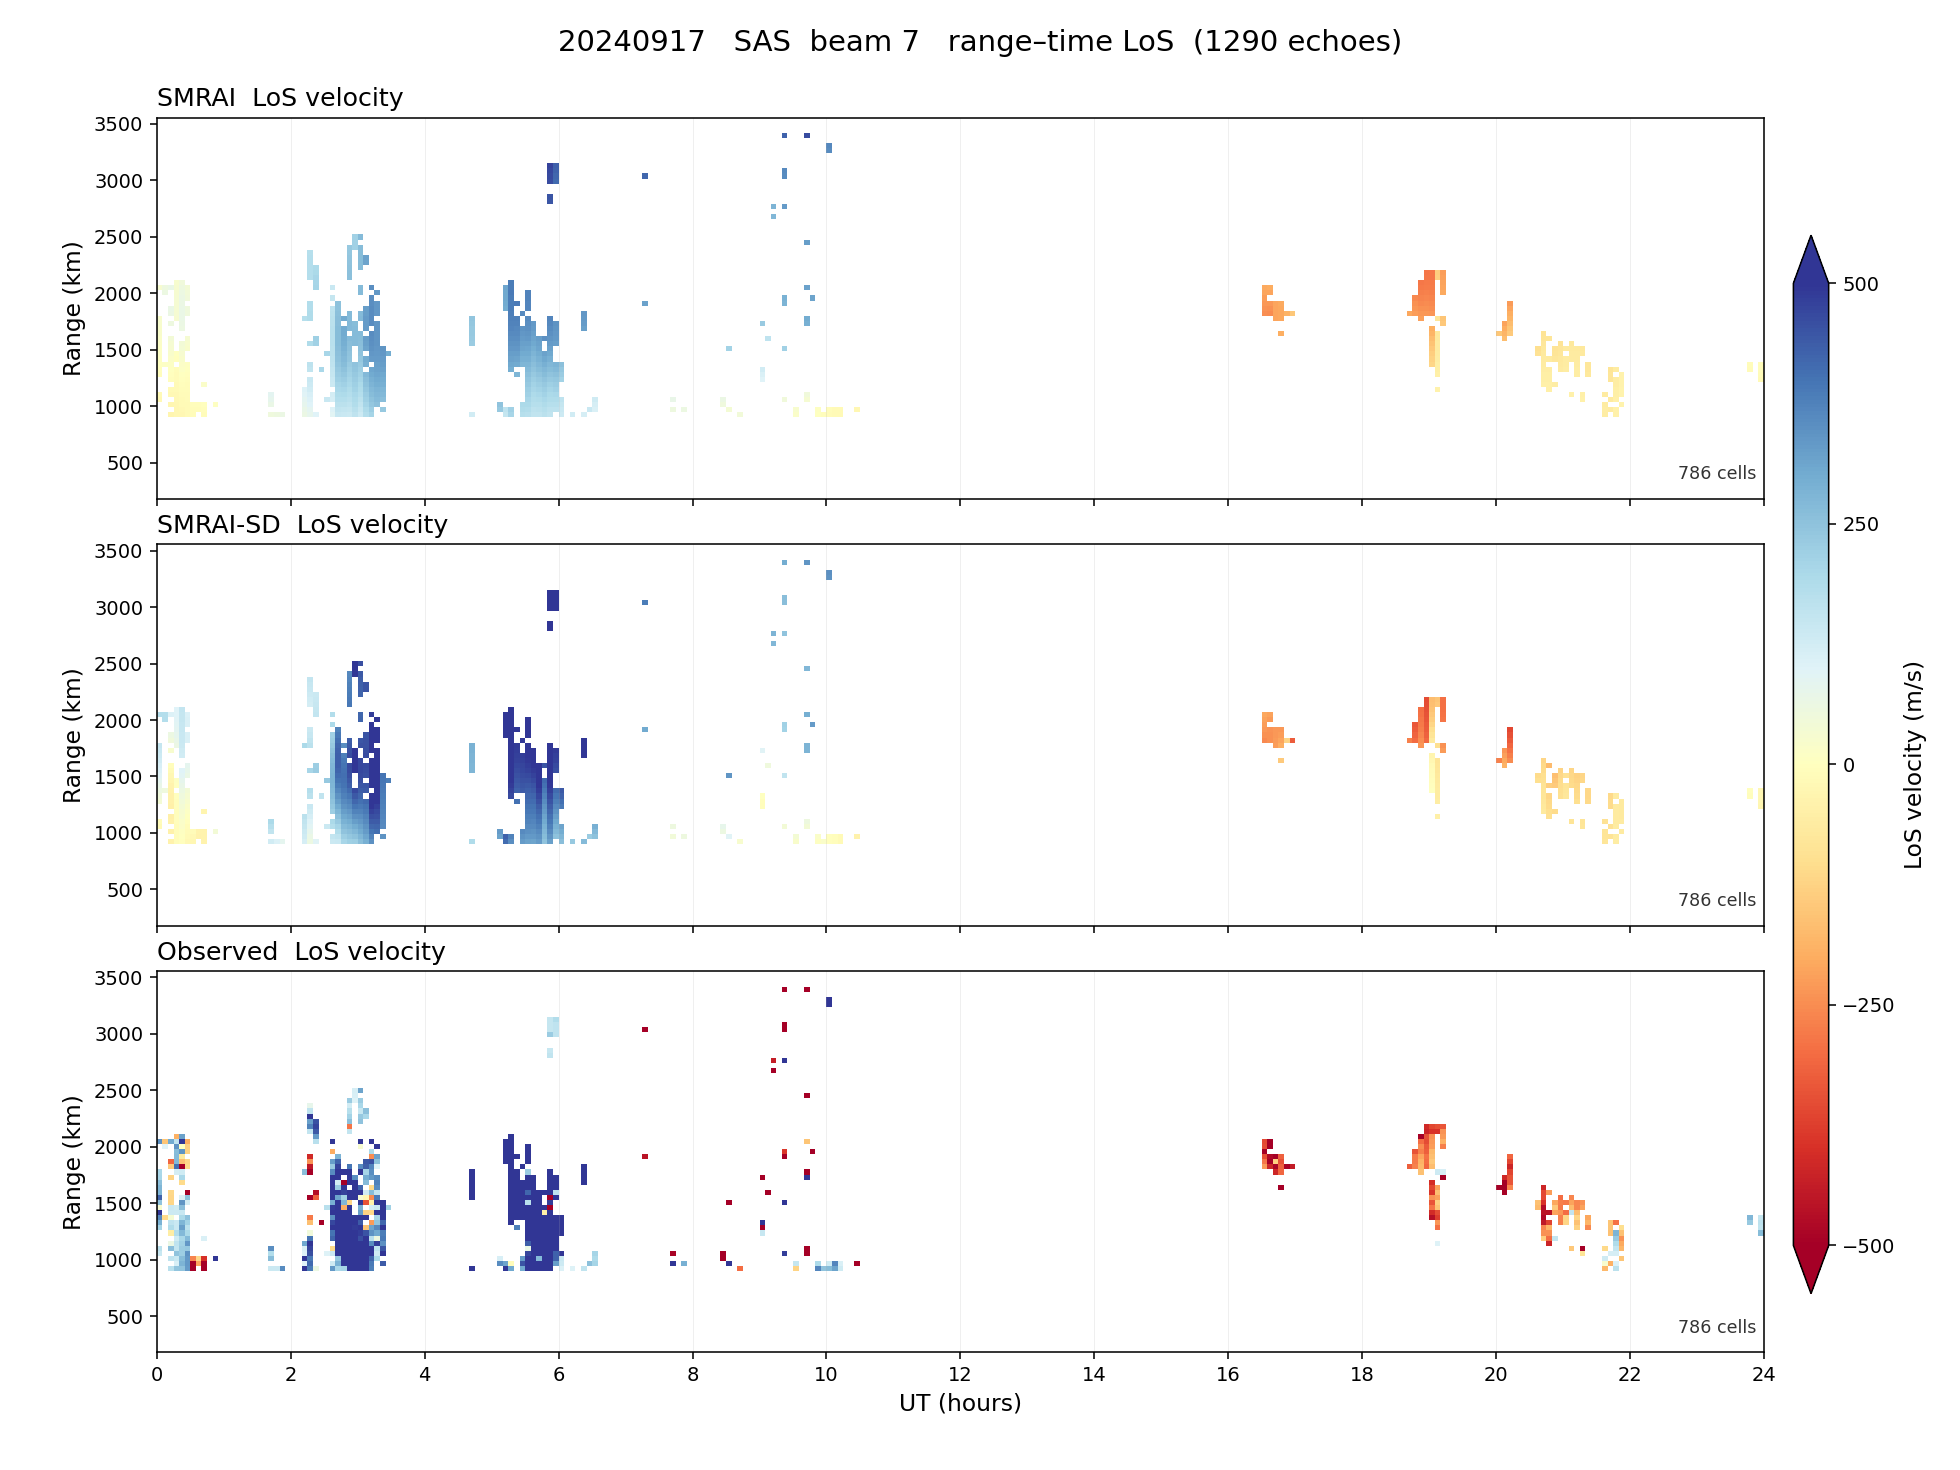 20240917   SAS  beam 7   range–time LoS  (1290 echoes)
SMRAI  LoS velocity
3500
3000
2500
2000
1500
1000
500
Range (km)
786 cells
SMRAI-SD  LoS velocity
3500
3000
2500
2000
1500
1000
500
Range (km)
786 cells
Observed  LoS velocity
3500
3000
2500
2000
1500
1000
500
Range (km)
786 cells
0 2 4 6 8 10 12 14 16 18 20 22 24
UT (hours)
500
250
0
−250
−500
LoS velocity (m/s)